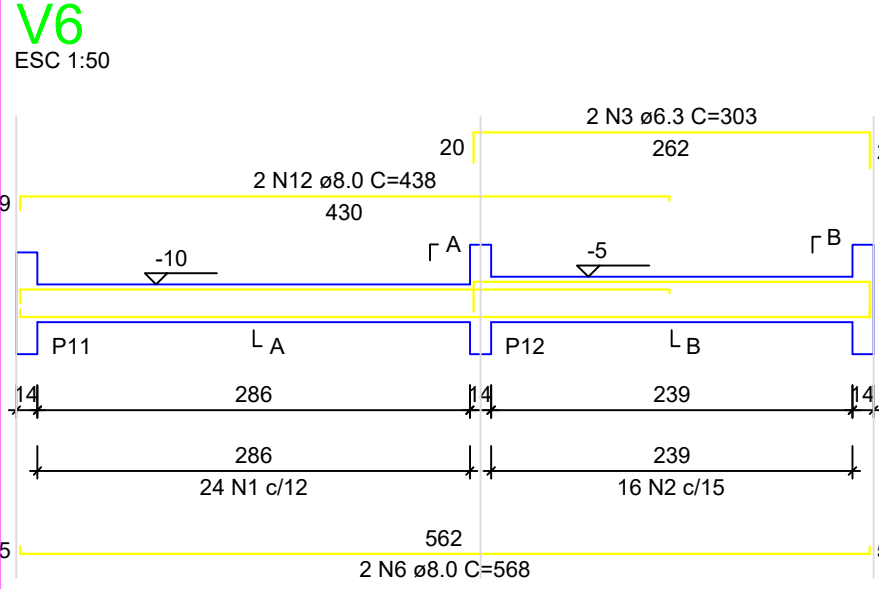 V6
ESC 1:50
2 N3 ø6.3 C=303
20
262
2 N12 ø8.0 C=438
9
430
A
B
-10
-5
P11
A
P12
B
14
286
14
239
14
286
239
24 N1 c/12
16 N2 c/15
5
562
2 N6 ø8.0 C=568